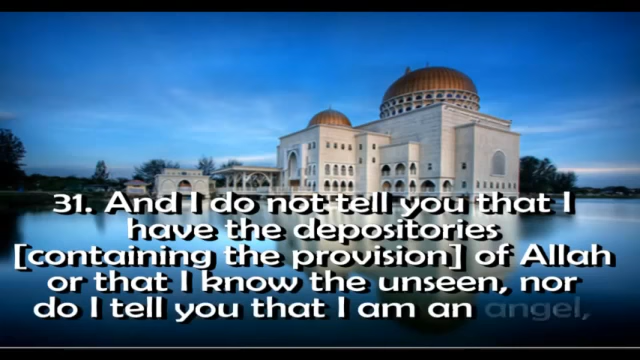 31. And I do not tell you that I
have the depositories
[containing the provision] of Allah
or that I know the unseen, nor
do I tell you that I am an angel,